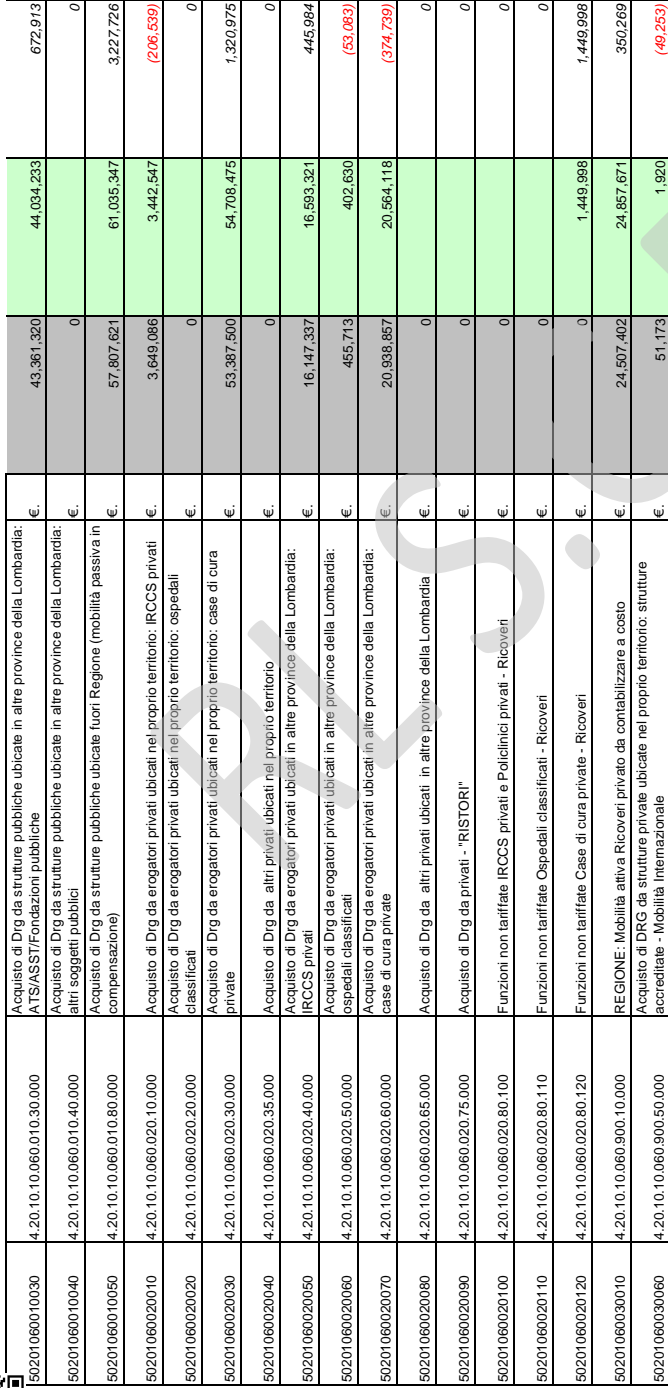 50201060010030 4.20.10.10.060.010.30.000 Acquisto di Drg da strutture pubbliche ubicate in altre province della Lombardia: €. 43,361,320 44,034,233 672,913
ATS/ASST/Fondazioni pubbliche
50201060010040 4.20.10.10.060.010.40.000 Acquisto di Drg da strutture pubbliche ubicate in altre province della Lombardia: €. 0 0
altri soggetti pubblici
50201060010050 4.20.10.10.060.010.80.000 Acquisto di Drg da strutture pubbliche ubicate fuori Regione (mobilità passiva in €. 57,807,621 61,035,347 3,227,726
compensazione)
50201060020010 4.20.10.10.060.020.10.000 Acquisto di Drg da erogatori privati ubicati nel proprio territorio: IRCCS privati €. 3,649,086 3,442,547 (206,539)
50201060020020 4.20.10.10.060.020.20.000 Acquisto di Drg da erogatori privati ubicati nel proprio territorio: ospedali €. 0 0
classificati
50201060020030 4.20.10.10.060.020.30.000 Acquisto di Drg da erogatori privati ubicati nel proprio territorio: case di cura €. 53,387,500 54,708,475 1,320,975
private
50201060020040 4.20.10.10.060.020.35.000 Acquisto di Drg da altri privati ubicati nel proprio territorio €. 0 0
50201060020050 4.20.10.10.060.020.40.000 Acquisto di Drg da erogatori privati ubicati in altre province della Lombardia: €. 16,147,337 16,593,321 445,984
IRCCS privati
50201060020060 4.20.10.10.060.020.50.000 Acquisto di Drg da erogatori privati ubicati in altre province della Lombardia: €. 455,713 402,630 (53,083)
ospedali classificati
50201060020070 4.20.10.10.060.020.60.000 Acquisto di Drg da erogatori privati ubicati in altre province della Lombardia: €. 20,938,857 20,564,118 (374,739)
case di cura private
50201060020080 4.20.10.10.060.020.65.000 Acquisto di Drg da altri privati ubicati in altre province della Lombardia €. 0 0
50201060020090 4.20.10.10.060.020.75.000 Acquisto di Drg da privati - "RISTORI" €. 0 0
50201060020100 4.20.10.10.060.020.80.100 Funzioni non tariffate IRCCS privati e Policlinici privati - Ricoveri €. 0 0
50201060020110 4.20.10.10.060.020.80.110 Funzioni non tariffate Ospedali classificati - Ricoveri €. 0 0
50201060020120 4.20.10.10.060.020.80.120 Funzioni non tariffate Case di cura private - Ricoveri €. 0 1,449,998 1,449,998
50201060030010 4.20.10.10.060.900.10.000 REGIONE: Mobilità attiva Ricoveri privato da contabilizzare a costo €. 24,507,402 24,857,671 350,269
50201060030060 4.20.10.10.060.900.50.000 Acquisto di DRG da strutture private ubicate nel proprio territorio: strutture €. 51,173 1,920 (49,253)
accreditate - Mobilità Internazionale
RLS.